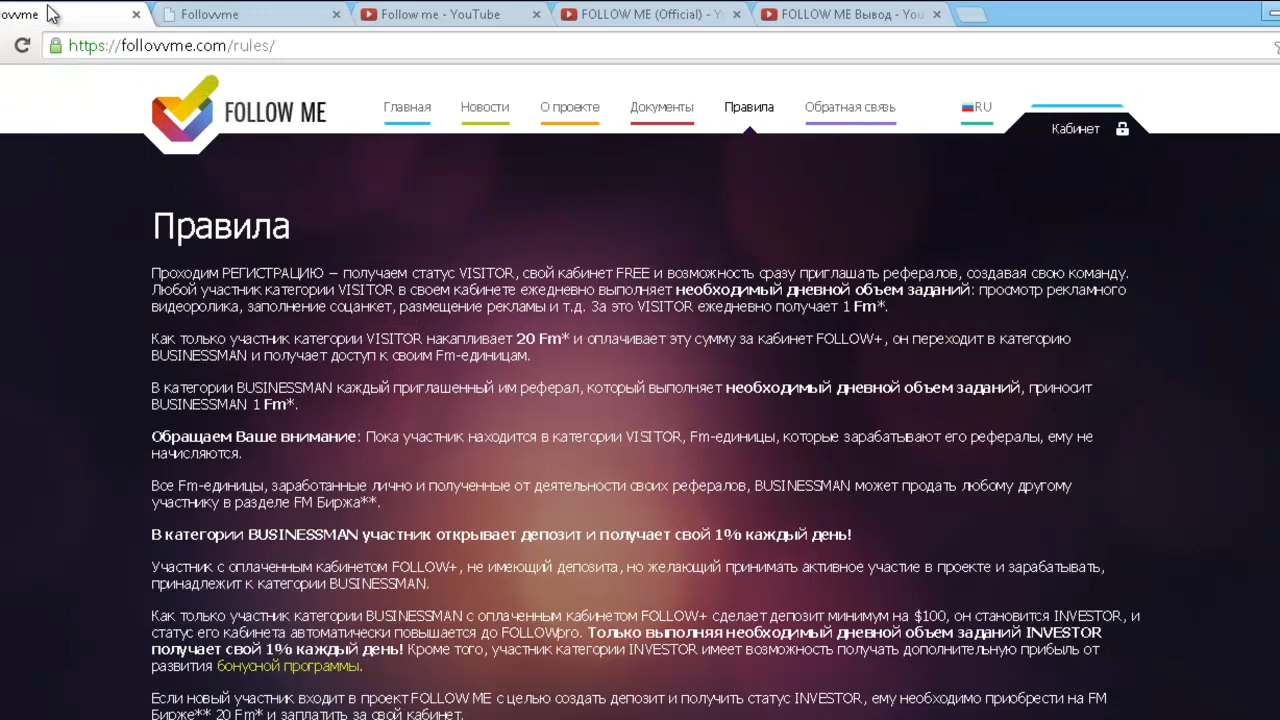 ovvme
Followme
Follow me - YouTube
FOLLOW ME (Official) - Y
FOLLOW ME Вывод - You
https://followvme.com/rules/
FOLLOW ME
Главная
Новости
О проекте
Документы
Правила
Обратная связь
RU
Кабинет
Правила
Проходим РЕГИСТРАЦИЮ – получаем статус VISITOR, свой кабинет FREE и возможность сразу приглашать рефералов, создавая свою команду.
Любой участник категории VISITOR в своем кабинете ежедневно выполняет необходимый дневной объем заданий: просмотр рекламного
видеоролика, заполнение соцанкет, размещение рекламы и т.д. За это VISITOR ежедневно получает 1 Fm*.
Как только участник категории VISITOR накапливает 20 Fm* и оплачивает эту сумму за кабинет FOLLOW+, он переходит в категорию
BUSINESSMAN и получает доступ к своим Fm-единицам.
В категории BUSINESSMAN каждый приглашенный им реферал, который выполняет необходимый дневной объем заданий, приносит
BUSINESSMAN 1 Fm*.
Обращаем Ваше внимание: Пока участник находится в категории VISITOR, Fm-единицы, которые зарабатывают его рефералы, ему не
начисляются.
Все Fm-единицы, заработанные лично и полученные от деятельности своих рефералов, BUSINESSMAN может продать любому другому
участнику в разделе FM Биржа**.
В категории BUSINESSMAN участник открывает депозит и получает свой 1% каждый день!
Участник с оплаченным кабинетом FOLLOW+, не имеющий депозита, но желающий принимать активное участие в проекте и зарабатывать,
принадлежит к категории BUSINESSMAN.
Как только участник категории BUSINESSMAN с оплаченным кабинетом FOLLOW+ сделает депозит минимум на $100, он становится INVESTOR, и
статус его кабинета автоматически повышается до FOLLOWpro. Только выполняя необходимый дневной объем заданий INVESTOR
получает свой 1% каждый день! Кроме того, участник категории INVESTOR имеет возможность получать дополнительную прибыль от
развития бонусной программы.
Если новый участник входит в проект FOLLOW ME с целью создать депозит и получить статус INVESTOR, ему необходимо приобрести на FM
Бирже** 20 Fm* и заплатить за свой кабинет.